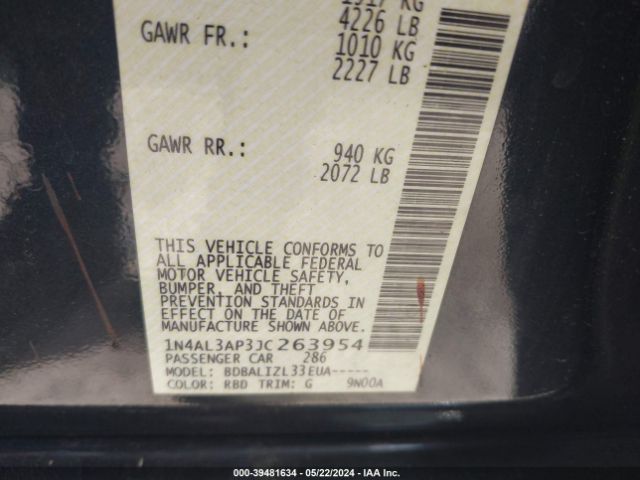 4226 LB
GAWR FR.: 1010 KG
2227 LB
GAWR RR.: 940 KG
2072 LB
THIS VEHICLE CONFORMS TO
ALL APPLICABLE FEDERAL
MOTOR VEHICLE SAFETY,
BUMPER, AND THEFT
PREVENTION STANDARDS IN
EFFECT ON THE DATE OF
MANUFACTURE SHOWN ABOVE.
1N4AL3AP3JC263954
PASSENGER CAR 286
MODEL: BDBALIZL33EUA-----
COLOR: RBD TRIM: G 9N00A
000-39481634 - 05/22/2024 - IAA Inc.